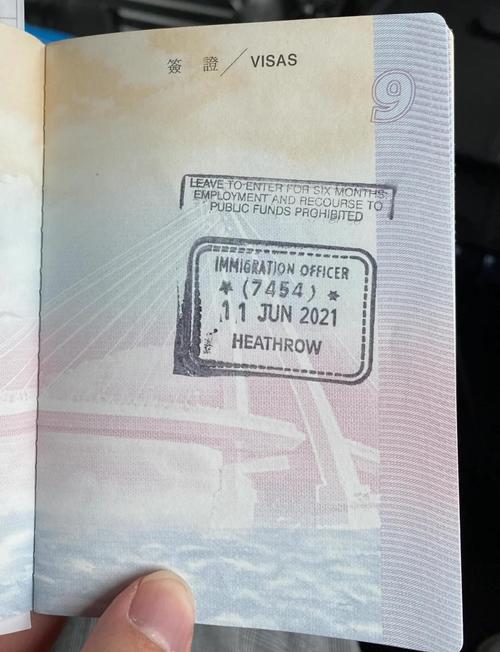 簽 證 / VISAS
9
LEAVE TO ENTER FOR SIX MONTHS:
EMPLOYMENT AND RECOURSE TO
PUBLIC FUNDS PROHIBITED
IMMIGRATION OFFICER
* (7454) *
11 JUN 2021
HEATHROW